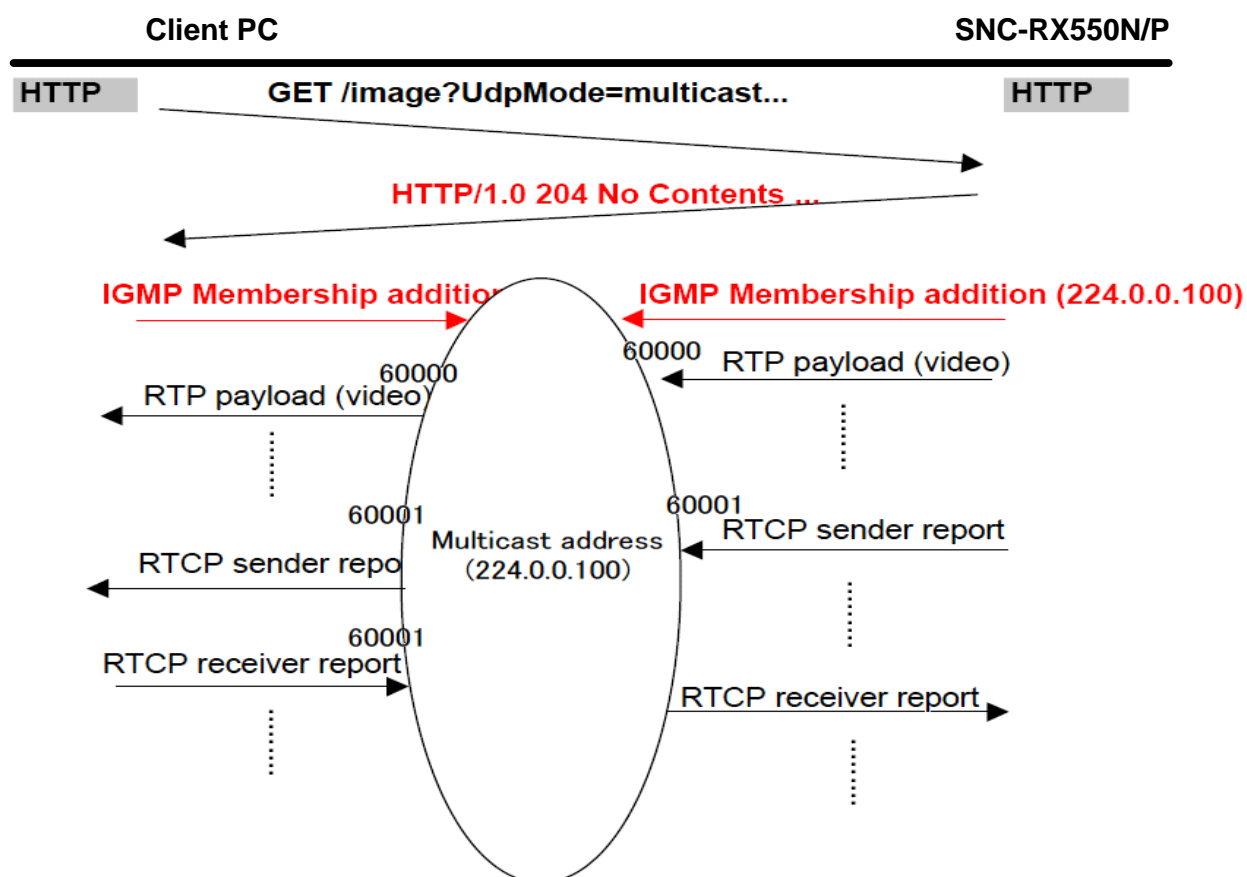 Client PC
SNC-RX550N/P
HTTP
GET /image?UdpMode=multicast...
HTTP
HTTP/1.0 204 No Contents ...
IGMP Membership addition
IGMP Membership addition (224.0.0.100)
60000
RTP payload (video)
60000
RTP payload (video)
60001
RTCP sender report
60001
Multicast address
(224.0.0.100)
RTCP sender repo
60001
RTCP receiver report
RTCP receiver report